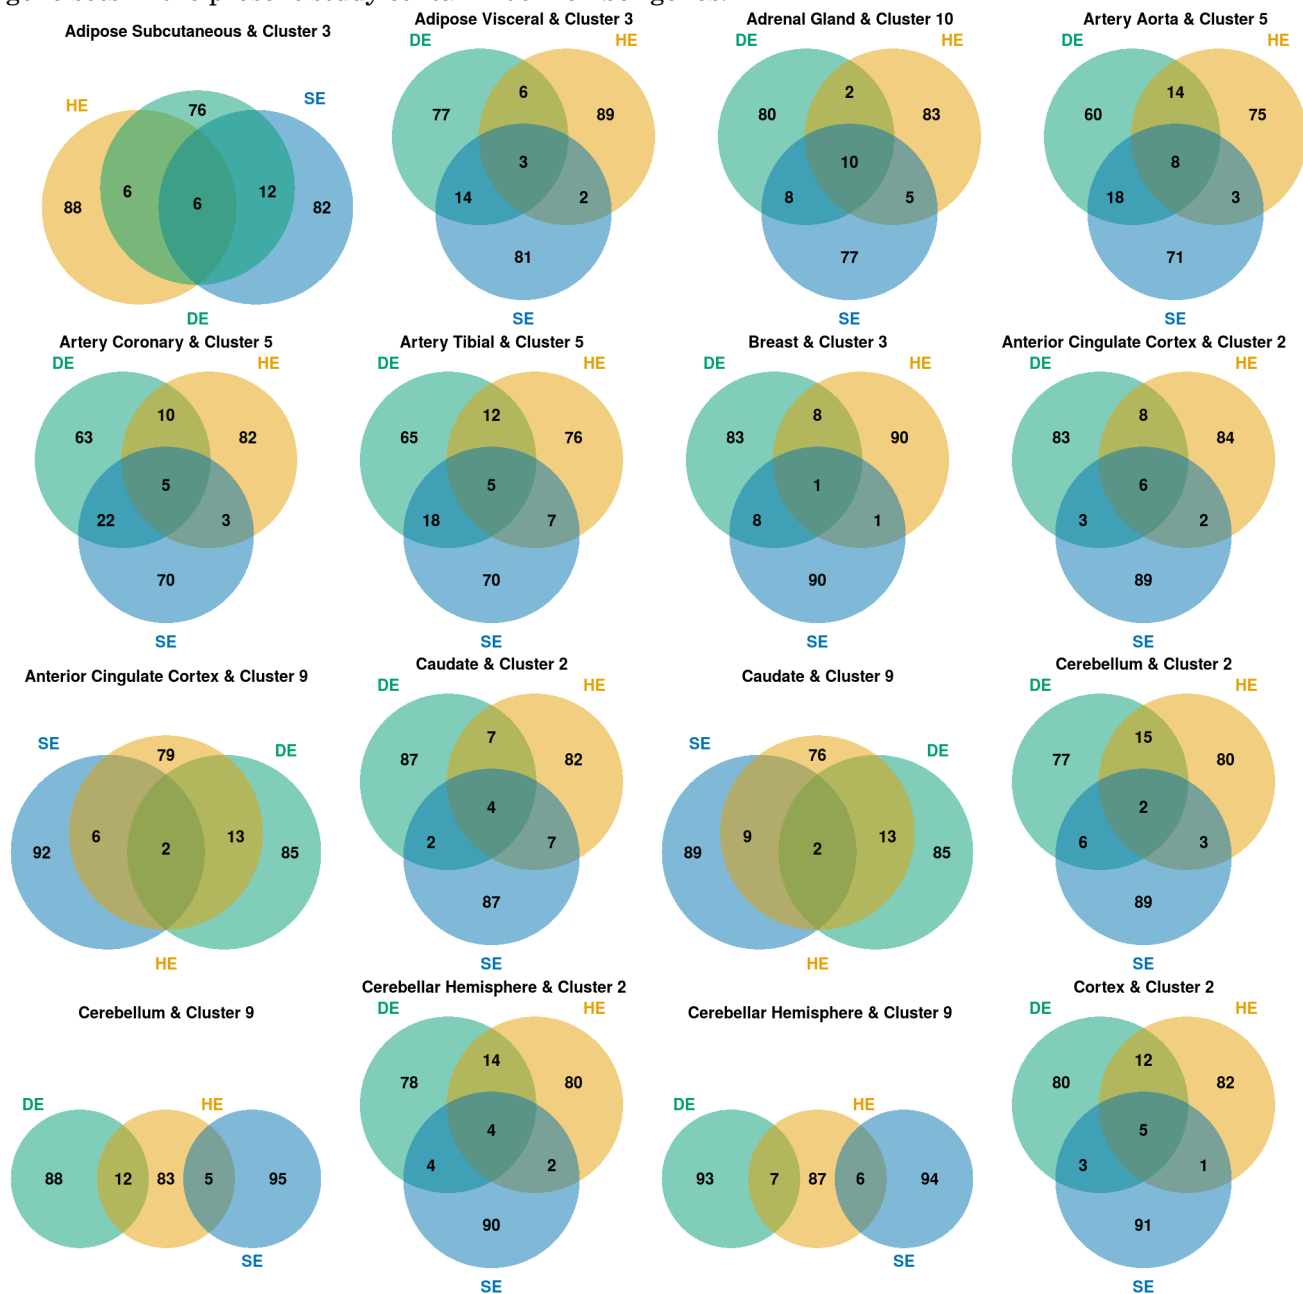 Adipose Subcutaneous & Cluster 3
HE
76
SE
88
6
6
12
82
DE
Adipose Visceral & Cluster 3
DE
HE
77
6
89
3
14
2
81
SE
Adrenal Gland & Cluster 10
DE
HE
80
2
83
10
8
5
77
SE
Artery Aorta & Cluster 5
DE
HE
60
14
75
8
18
3
71
SE
Artery Coronary & Cluster 5
DE
HE
63
10
82
5
22
3
70
SE
Artery Tibial & Cluster 5
DE
HE
65
12
76
5
18
7
70
SE
Breast & Cluster 3
DE
HE
83
8
90
1
8
1
90
SE
Anterior Cingulate Cortex & Cluster 2
DE
HE
83
8
84
6
3
2
89
SE
Anterior Cingulate Cortex & Cluster 9
SE
79
DE
92
6
2
13
85
HE
Caudate & Cluster 2
DE
HE
87
7
82
4
2
7
87
SE
Caudate & Cluster 9
SE
76
DE
89
9
2
13
85
HE
Cerebellum & Cluster 2
DE
HE
77
15
80
2
6
3
89
SE
Cerebellum & Cluster 9
DE
HE
88
12
83
5
95
SE
Cerebellar Hemisphere & Cluster 2
DE
HE
78
14
80
4
4
2
90
SE
Cerebellar Hemisphere & Cluster 9
DE
HE
93
7
87
6
94
SE
Cortex & Cluster 2
DE
HE
80
12
82
5
3
1
91
SE